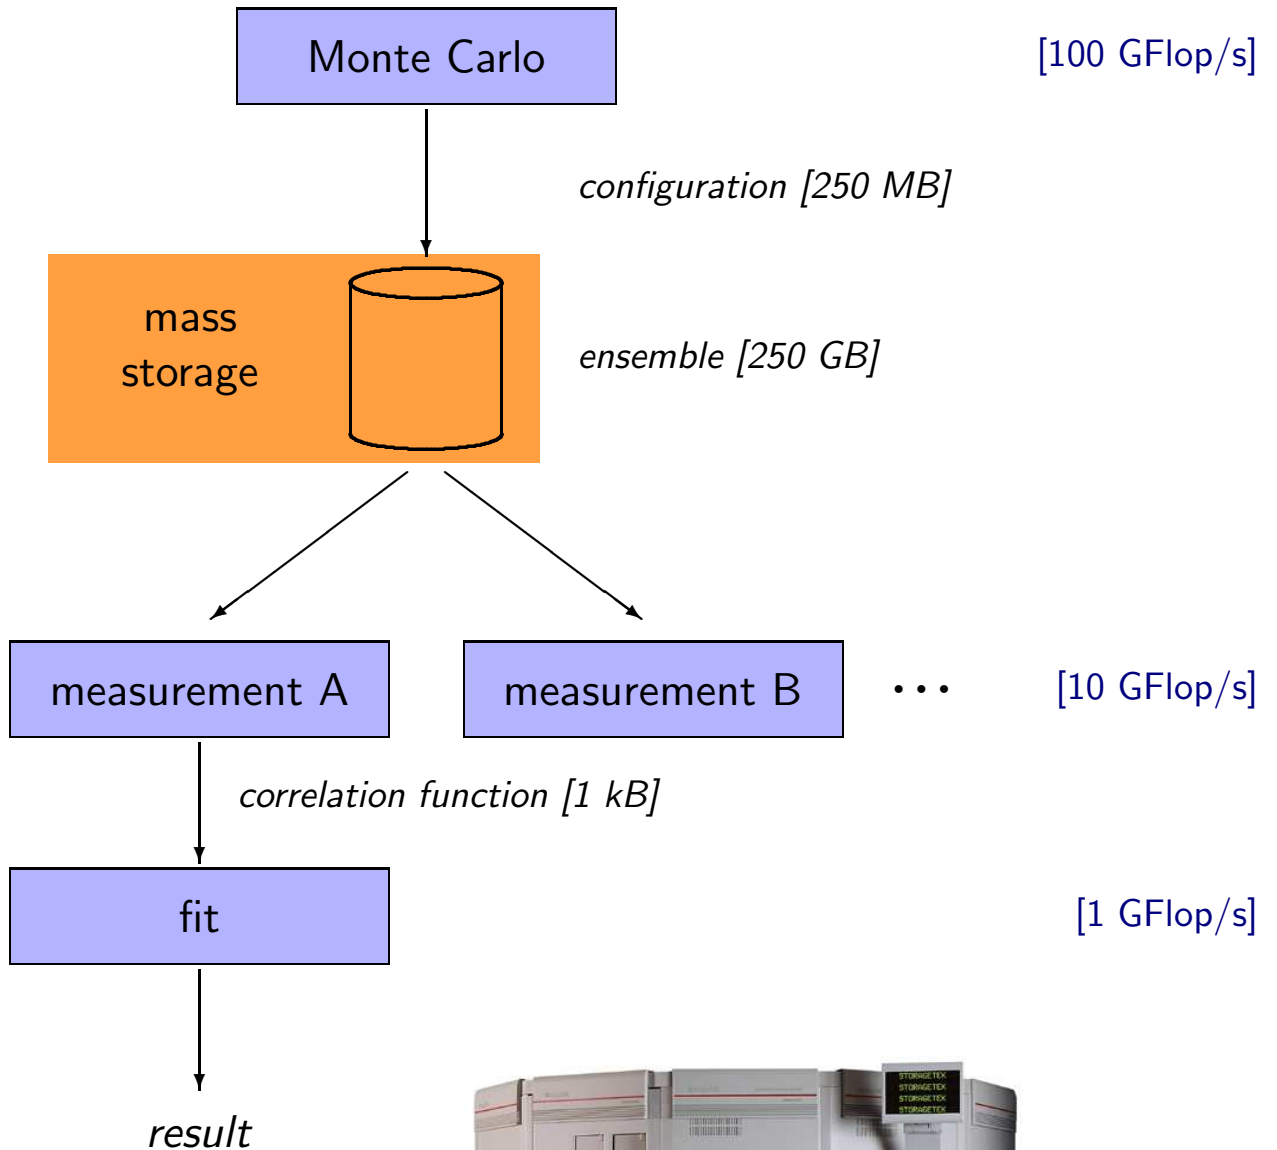 Monte Carlo
[100 GFlop/s]
configuration [250 MB]
mass
storage
ensemble [250 GB]
measurement A
measurement B
...
[10 GFlop/s]
correlation function [1 kB]
fit
[1 GFlop/s]
result
STORAGETEK
STORAGETEK
STORAGETEK
STORAGETEK